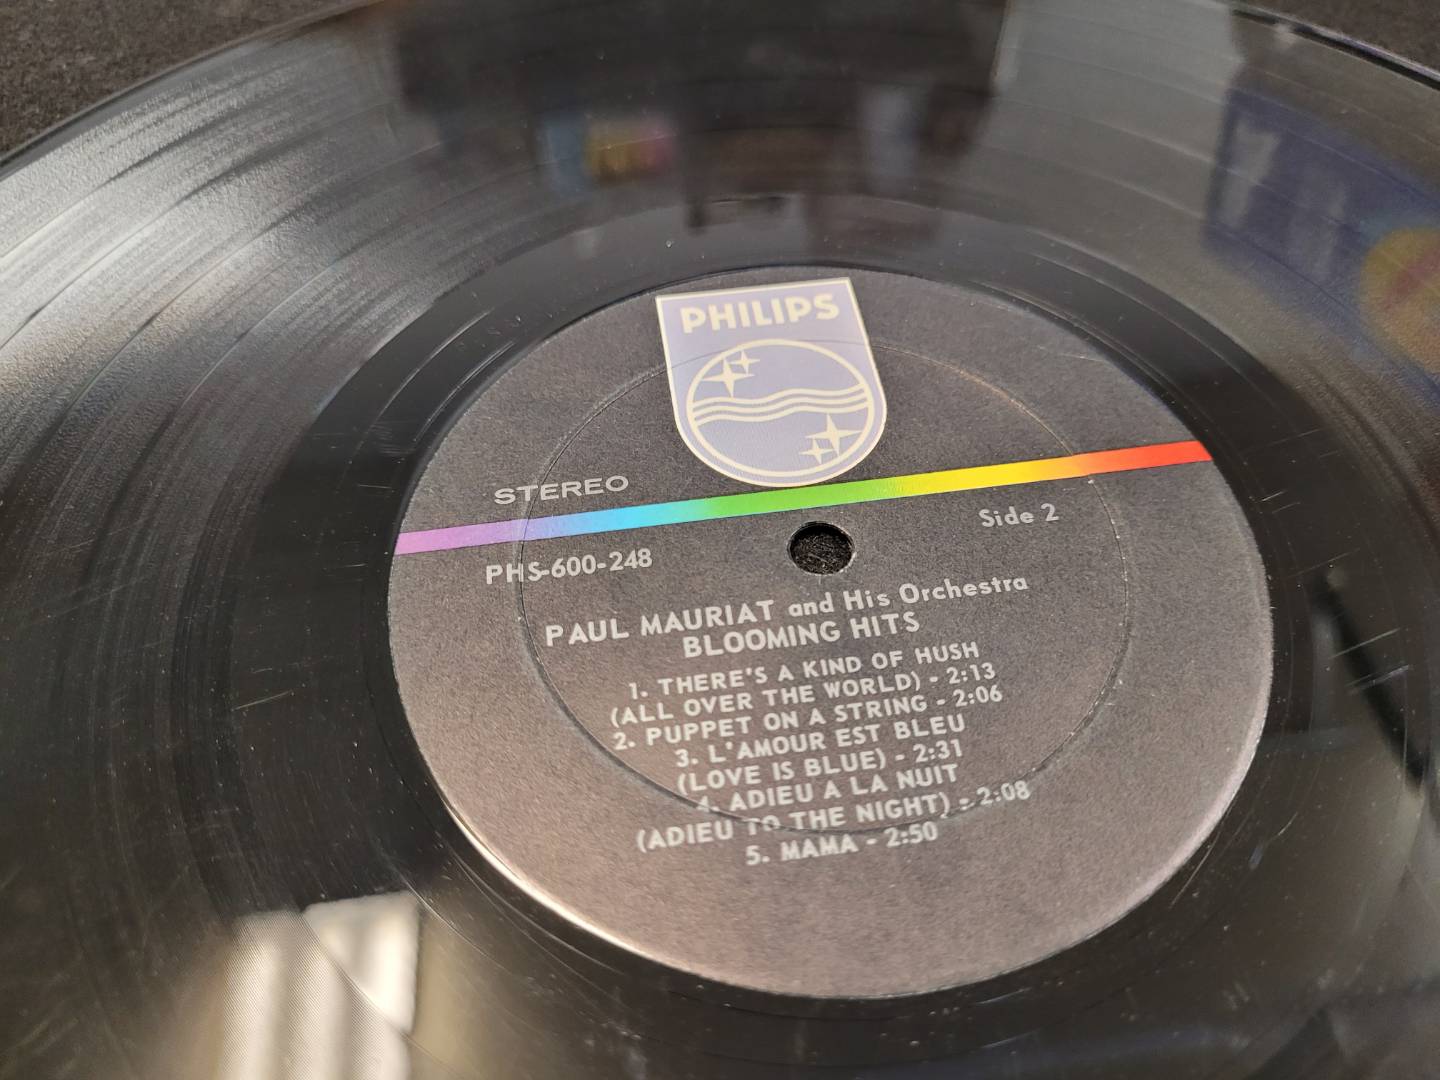 PHILIPS
STEREO
Side 2
PHS-600-248
PAUL MAURIAT and His Orchestra
BLOOMING HITS
1. THERE'S A KIND OF HUSH
(ALL OVER THE WORLD) - 2:13
2. PUPPET ON A STRING - 2:06
3. L'AMOUR EST BLEU
(LOVE IS BLUE) - 2:31
4. ADIEU A LA NUIT
(ADIEU TO THE NIGHT) - 2:08
5. MAMA - 2:50